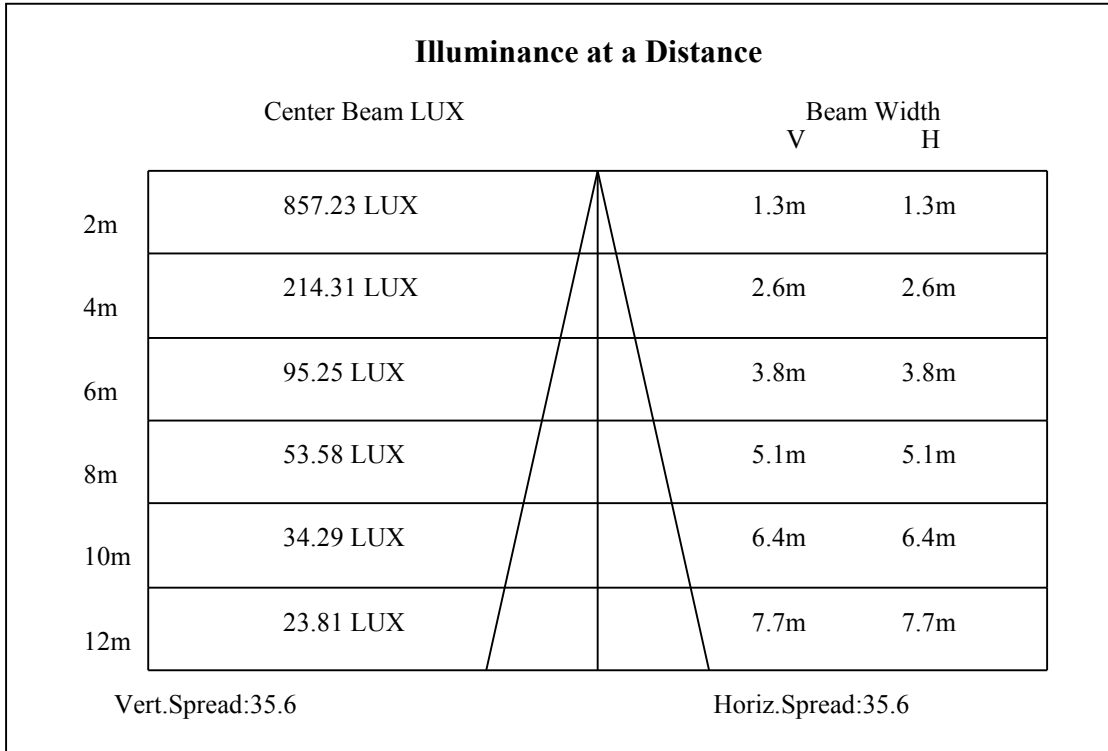 Illuminance at a Distance
Center Beam LUX Beam Width
V H
2m 857.23 LUX 1.3m 1.3m
4m 214.31 LUX 2.6m 2.6m
6m 95.25 LUX 3.8m 3.8m
8m 53.58 LUX 5.1m 5.1m
10m 34.29 LUX 6.4m 6.4m
12m 23.81 LUX 7.7m 7.7m
Vert.Spread:35.6 Horiz.Spread:35.6